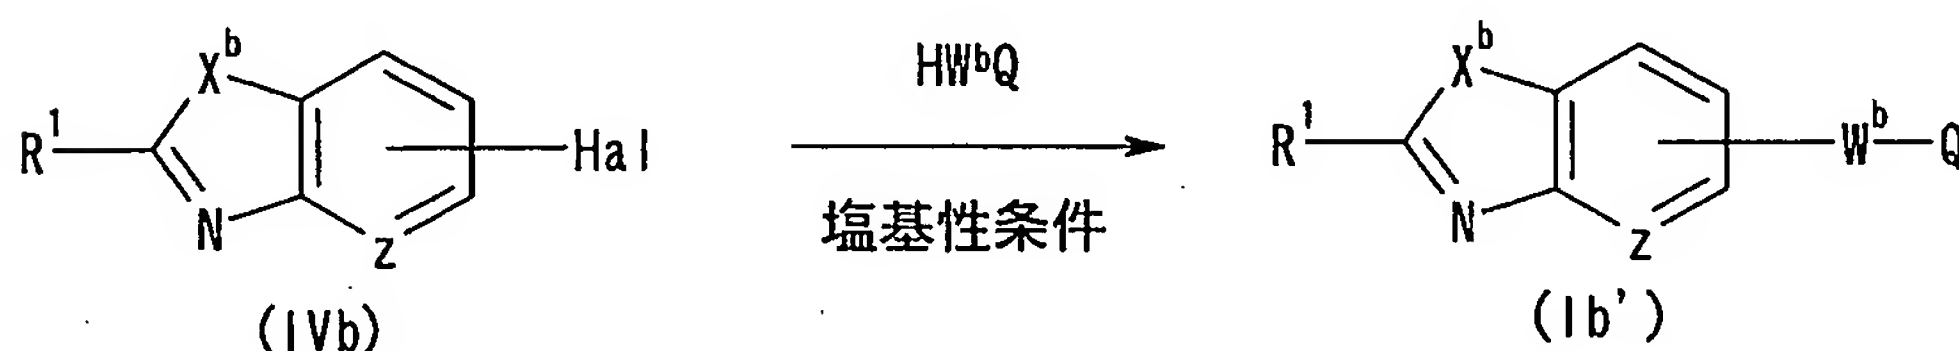 X^b
R^1
N
Z
Hal
(IVb)
HW^bQ
塩基性条件
X^b
R^1
N
Z
W^b—Q
(Ib')